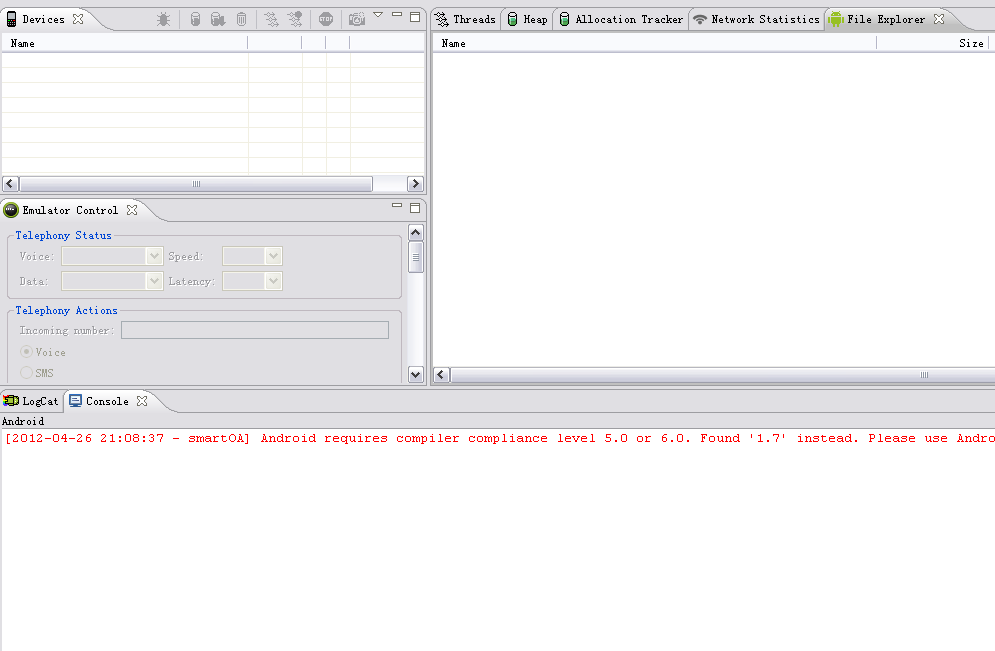 Devices
Name
Threads Heap Allocation Tracker Network Statistics File Explorer
Name Size
Emulator Control
Telephony Status
Voice: Speed:
Data: Latency:
Telephony Actions
Incoming number:
Voice
SMS
LogCat Console
Android
[2012-04-26 21:08:37 - smartOA] Android requires compiler compliance level 5.0 or 6.0. Found '1.7' instead. Please use Andro